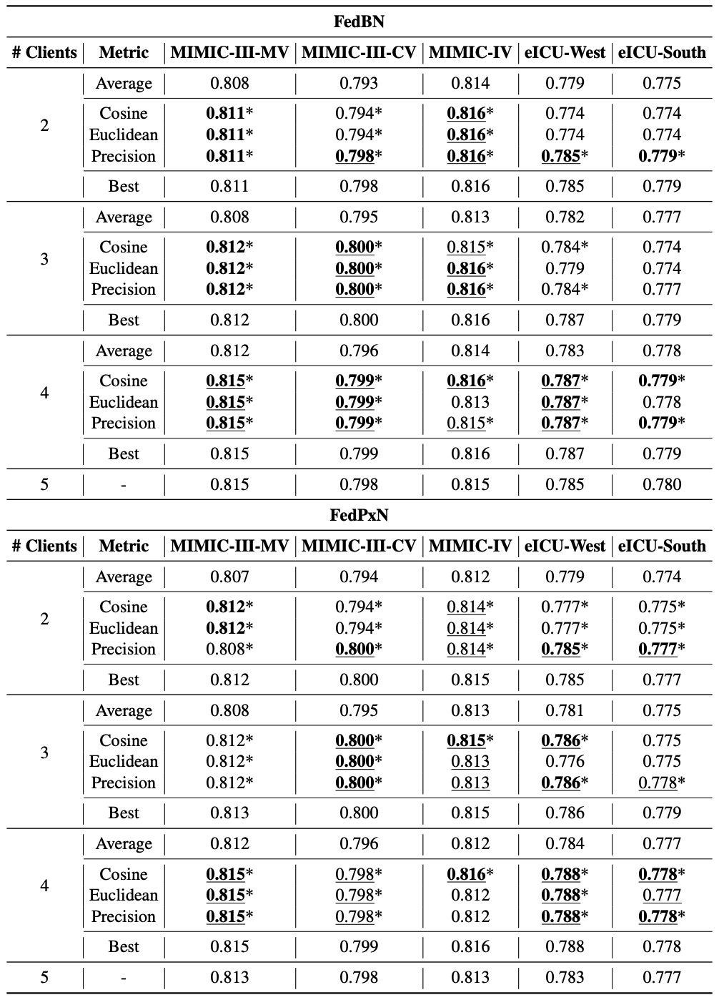 FedBN
# Clients Metric MIMIC-III-MV MIMIC-III-CV MIMIC-IV eICU-West eICU-South
Average 0.808 0.793 0.814 0.779 0.775
2
Cosine 0.811* 0.794* 0.816* 0.774 0.774
Euclidean 0.811* 0.794* 0.816* 0.774 0.774
Precision 0.811* 0.798* 0.816* 0.785* 0.779*
Best 0.811 0.798 0.816 0.785 0.779
Average 0.808 0.795 0.813 0.782 0.777
3
Cosine 0.812* 0.800* 0.815* 0.784* 0.774
Euclidean 0.812* 0.800* 0.816* 0.779 0.774
Precision 0.812* 0.800* 0.816* 0.784* 0.777
Best 0.812 0.800 0.816 0.787 0.779
Average 0.812 0.796 0.814 0.783 0.778
4
Cosine 0.815* 0.799* 0.816* 0.787* 0.779*
Euclidean 0.815* 0.799* 0.813 0.787* 0.778
Precision 0.815* 0.799* 0.815* 0.787* 0.779*
Best 0.815 0.799 0.816 0.787 0.779
5 - 0.815 0.798 0.815 0.785 0.780
FedPxN
# Clients Metric MIMIC-III-MV MIMIC-III-CV MIMIC-IV eICU-West eICU-South
Average 0.807 0.794 0.812 0.779 0.774
2
Cosine 0.812* 0.794* 0.814* 0.777* 0.775*
Euclidean 0.812* 0.794* 0.814* 0.777* 0.775*
Precision 0.808* 0.800* 0.814* 0.785* 0.777*
Best 0.812 0.800 0.815 0.785 0.777
Average 0.808 0.795 0.813 0.781 0.775
3
Cosine 0.812* 0.800* 0.815* 0.786* 0.775
Euclidean 0.812* 0.800* 0.813 0.776 0.775
Precision 0.812* 0.800* 0.813 0.786* 0.778*
Best 0.813 0.800 0.815 0.786 0.779
Average 0.812 0.796 0.812 0.784 0.777
4
Cosine 0.815* 0.798* 0.816* 0.788* 0.778*
Euclidean 0.815* 0.798* 0.812 0.788* 0.777
Precision 0.815* 0.798* 0.812 0.788* 0.778*
Best 0.815 0.799 0.816 0.788 0.778
5 - 0.813 0.798 0.813 0.783 0.777